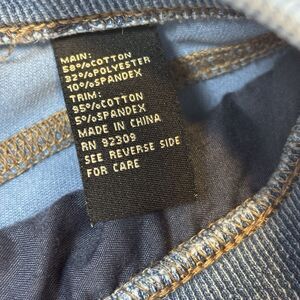 MAIN:
58%COTTON
32%POLYESTER
10%SPANDEX
TRIM:
95%COTTON
5%SPANDEX
MADE IN CHINA
RN 92309
SEE REVERSE SIDE
FOR CARE